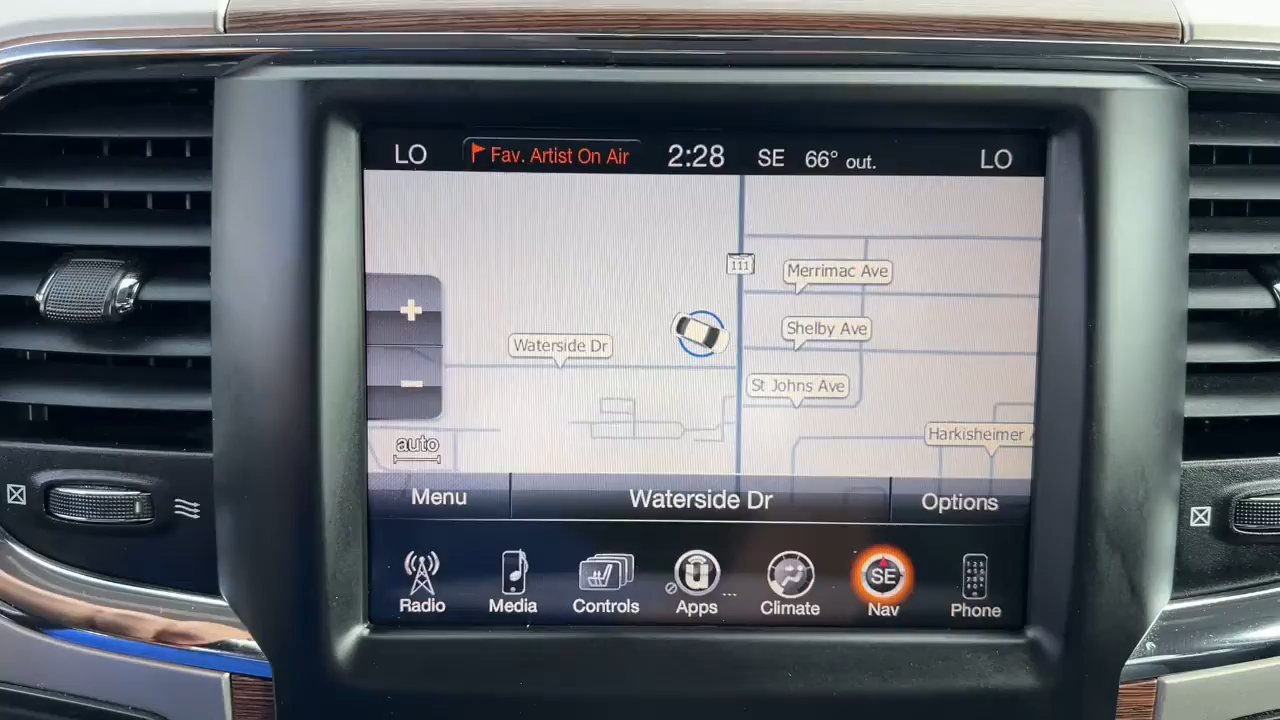 LO Fav. Artist On Air 2:28 SE 66° out. LO
111
Merrimac Ave
Shelby Ave
Waterside Dr
St Johns Ave
Harkisheimer
auto
Menu Waterside Dr Options
SE
Radio Media Controls Apps Climate Nav Phone